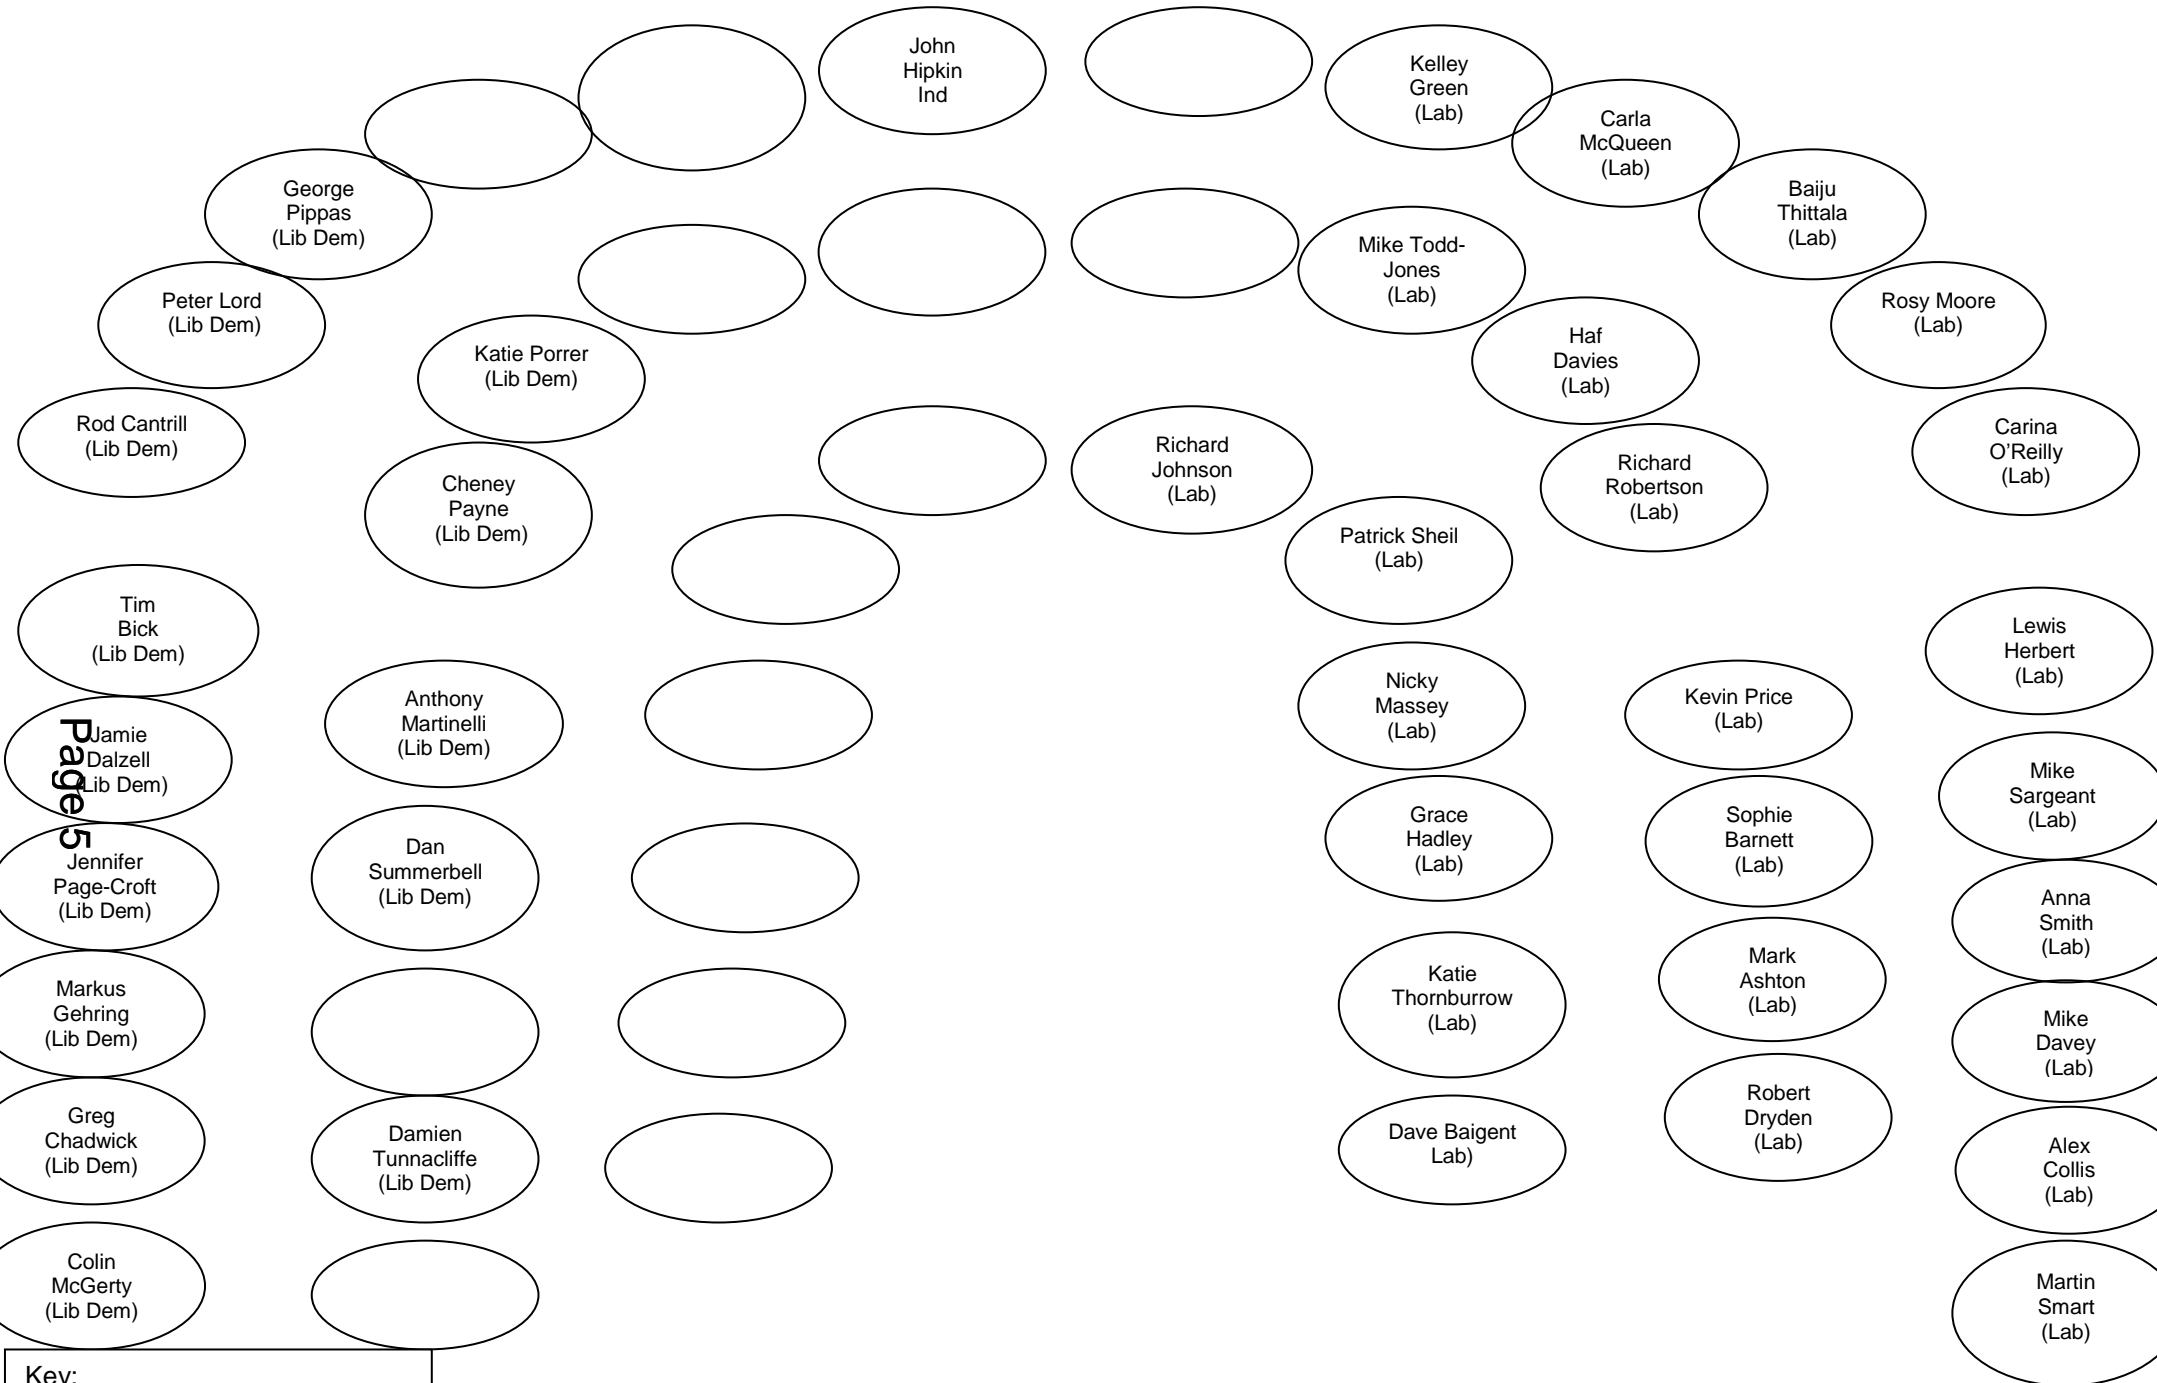 John
Hipkin
Ind
Kelley
Green
(Lab)
Carla
McQueen
(Lab)
George
Pippas
(Lib Dem)
Baiju
Thittala
(Lab)
Mike Todd-
Jones
(Lab)
Peter Lord
(Lib Dem)
Rosy Moore
(Lab)
Haf
Davies
(Lab)
Katie Porrer
(Lib Dem)
Rod Cantrill
(Lib Dem)
Carina
O’Reilly
(Lab)
Richard
Johnson
(Lab)
Richard
Robertson
(Lab)
Cheney
Payne
(Lib Dem)
Patrick Sheil
(Lab)
Tim
Bick
(Lib Dem)
Lewis
Herbert
(Lab)
Nicky
Massey
(Lab)
Kevin Price
(Lab)
Anthony
Martinelli
(Lib Dem)
Page 5
Jamie
Dalzell
(Lib Dem)
Mike
Sargeant
(Lab)
Grace
Hadley
(Lab)
Sophie
Barnett
(Lab)
Dan
Summerbell
(Lib Dem)
Jennifer
Page-Croft
(Lib Dem)
Anna
Smith
(Lab)
Mark
Ashton
(Lab)
Katie
Thornburrow
(Lab)
Markus
Gehring
(Lib Dem)
Mike
Davey
(Lab)
Robert
Dryden
(Lab)
Greg
Chadwick
(Lib Dem)
Damien
Tunnacliffe
(Lib Dem)
Dave Baigent
Lab)
Alex
Collis
(Lab)
Colin
McGerty
(Lib Dem)
Martin
Smart
(Lab)
Key: